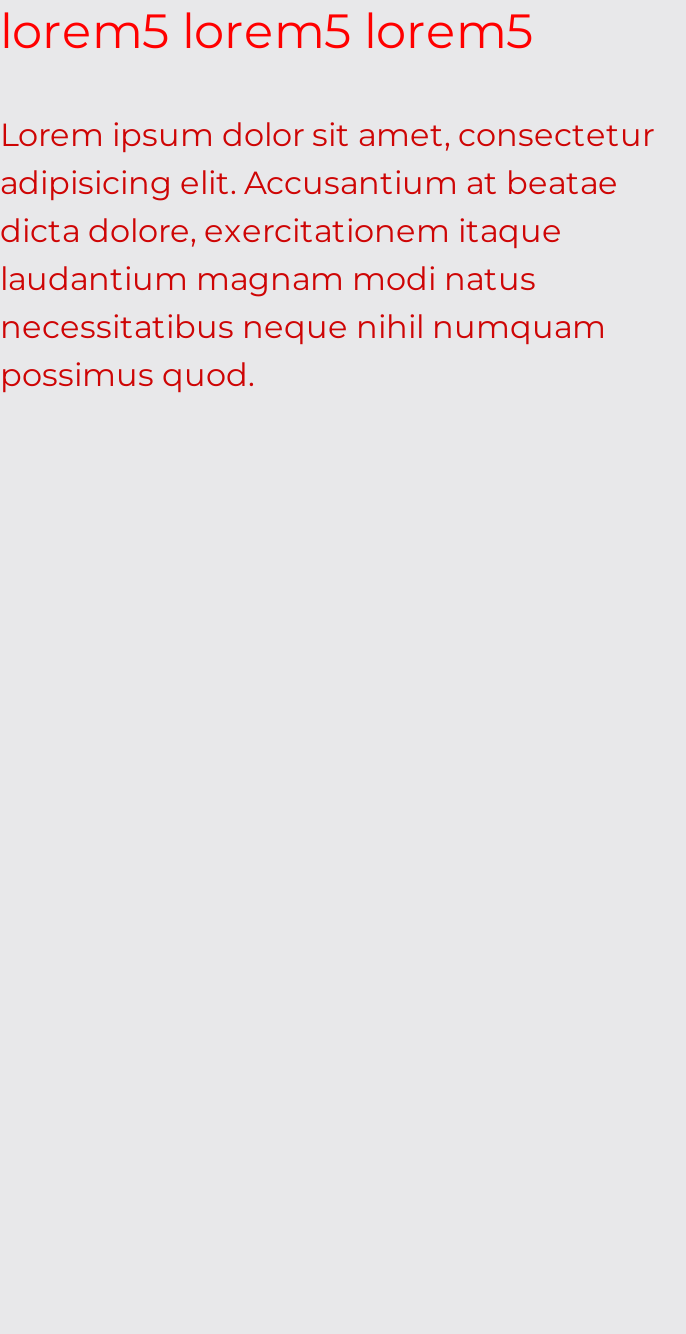 lorem5 lorem5 lorem5
Lorem ipsum dolor sit amet, consectetur
adipisicing elit. Accusantium at beatae
dicta dolore, exercitationem itaque
laudantium magnam modi natus
necessitatibus neque nihil numquam
possimus quod.